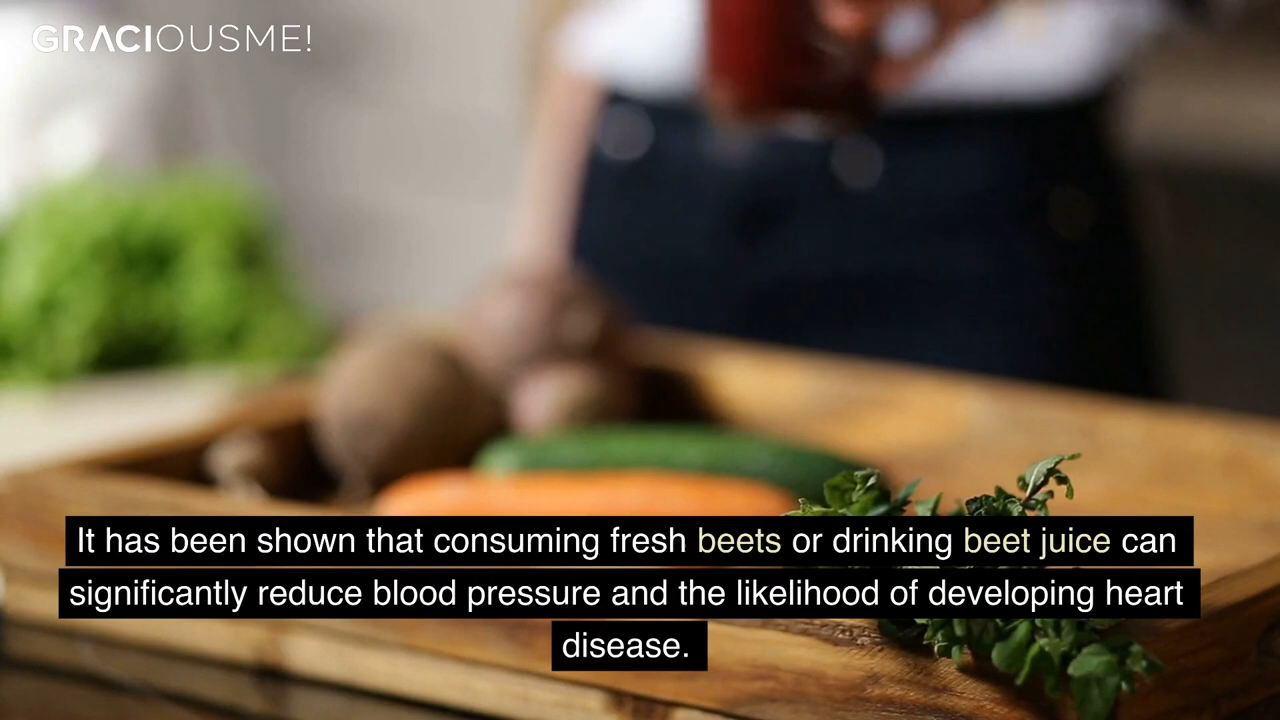 GRACIOUSME!
It has been shown that consuming fresh beets or drinking beet juice can
significantly reduce blood pressure and the likelihood of developing heart
disease.